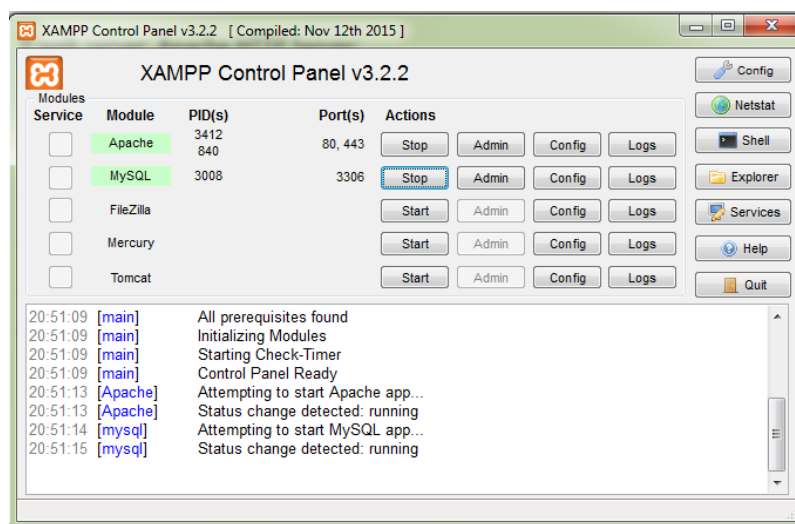 XAMPP Control Panel v3.2.2 [ Compiled: Nov 12th 2015 ]
XAMPP Control Panel v3.2.2
Config
Modules
Service Module PID(s) Port(s) Actions
Netstat
Apache 3412 840 80, 443 Stop Admin Config Logs
Shell
MySQL 3008 3306 Stop Admin Config Logs
Explorer
FileZilla Start Admin Config Logs
Services
Mercury Start Admin Config Logs
Help
Tomcat Start Admin Config Logs
Quit
20:51:09 [main] All prerequisites found
20:51:09 [main] Initializing Modules
20:51:09 [main] Starting Check-Timer
20:51:09 [main] Control Panel Ready
20:51:13 [Apache] Attempting to start Apache app...
20:51:13 [Apache] Status change detected: running
20:51:14 [mysql] Attempting to start MySQL app...
20:51:15 [mysql] Status change detected: running